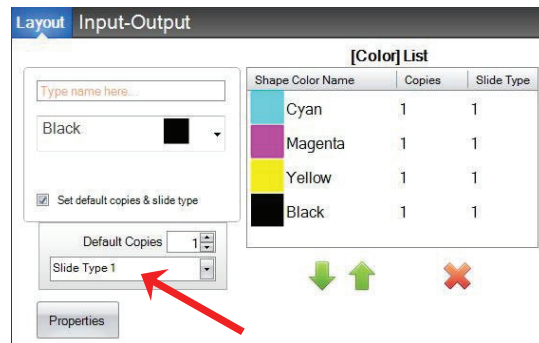 Layout Input-Output
[Color] List
Type name here...
Black
Set default copies & slide type
Default Copies 1
Slide Type 1
Properties
Shape Color Name Copies Slide Type
Cyan 1 1
Magenta 1 1
Yellow 1 1
Black 1 1